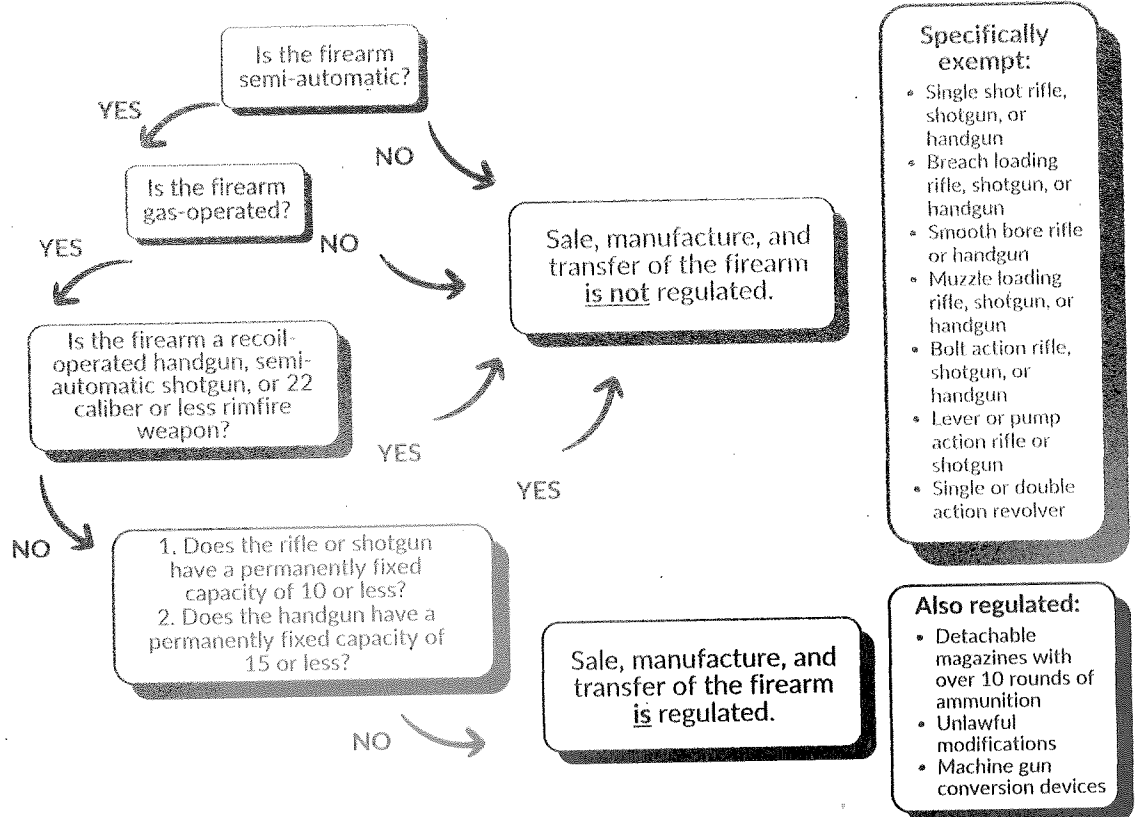 Is the firearm
semi-automatic?
YES
NO
Is the firearm
gas-operated?
YES
NO
Sale, manufacture, and
transfer of the firearm
is not regulated.
Is the firearm a recoil-
operated handgun, semi-
automatic shotgun, or 22
caliber or less rimfire
weapon?
YES
YES
NO
1. Does the rifle or shotgun
have a permanently fixed
capacity of 10 or less?
2. Does the handgun have a
permanently fixed capacity of
15 or less?
NO
Sale, manufacture, and
transfer of the firearm
is regulated.
Specifically
exempt:
• Single shot rifle,
shotgun, or
handgun
• Breach loading
rifle, shotgun, or
handgun
• Smooth bore rifle
or handgun
• Muzzle loading
rifle, shotgun, or
handgun
• Bolt action rifle,
shotgun, or
handgun
• Lever or pump
action rifle or
shotgun
• Single or double
action revolver
Also regulated:
• Detachable
magazines with
over 10 rounds of
ammunition
• Unlawful
modifications
• Machine gun
conversion devices